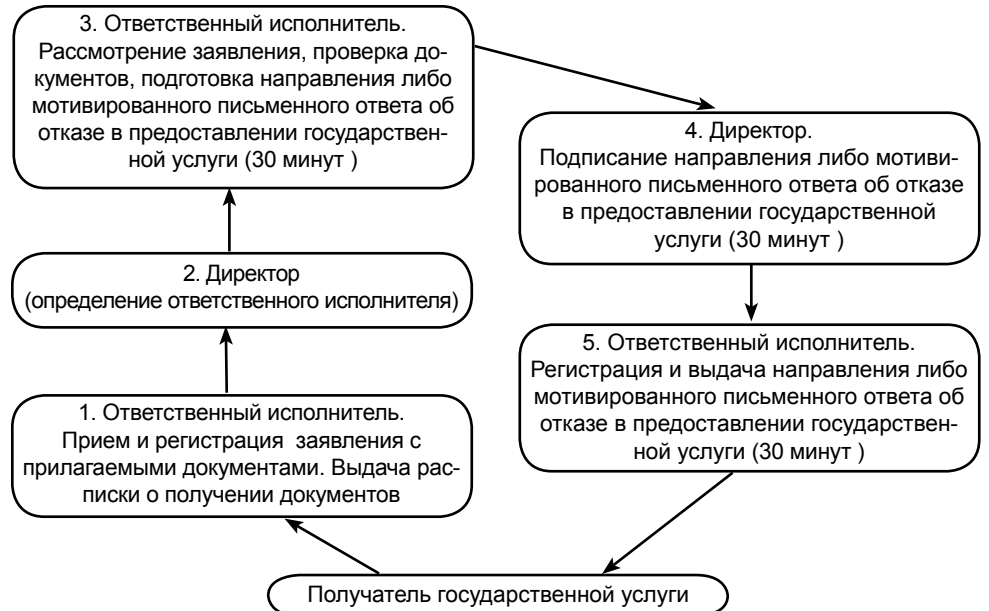 3. Ответственный исполнитель.
Рассмотрение заявления, проверка до-
кументов, подготовка направления либо
мотивированного письменного ответа об
отказе в предоставлении государствен-
ной услуги (30 минут )
4. Директор.
Подписание направления либо мотиви-
рованного письменного ответа об отказе
в предоставлении государственной
услуги (30 минут )
2. Директор
(определение ответственного исполнителя)
5. Ответственный исполнитель.
Регистрация и выдача направления либо
мотивированного письменного ответа об
отказе в предоставлении государствен-
ной услуги (30 минут )
1. Ответственный исполнитель.
Прием и регистрация заявления с
прилагаемыми документами. Выдача рас-
писки о получении документов
Получатель государственной услуги